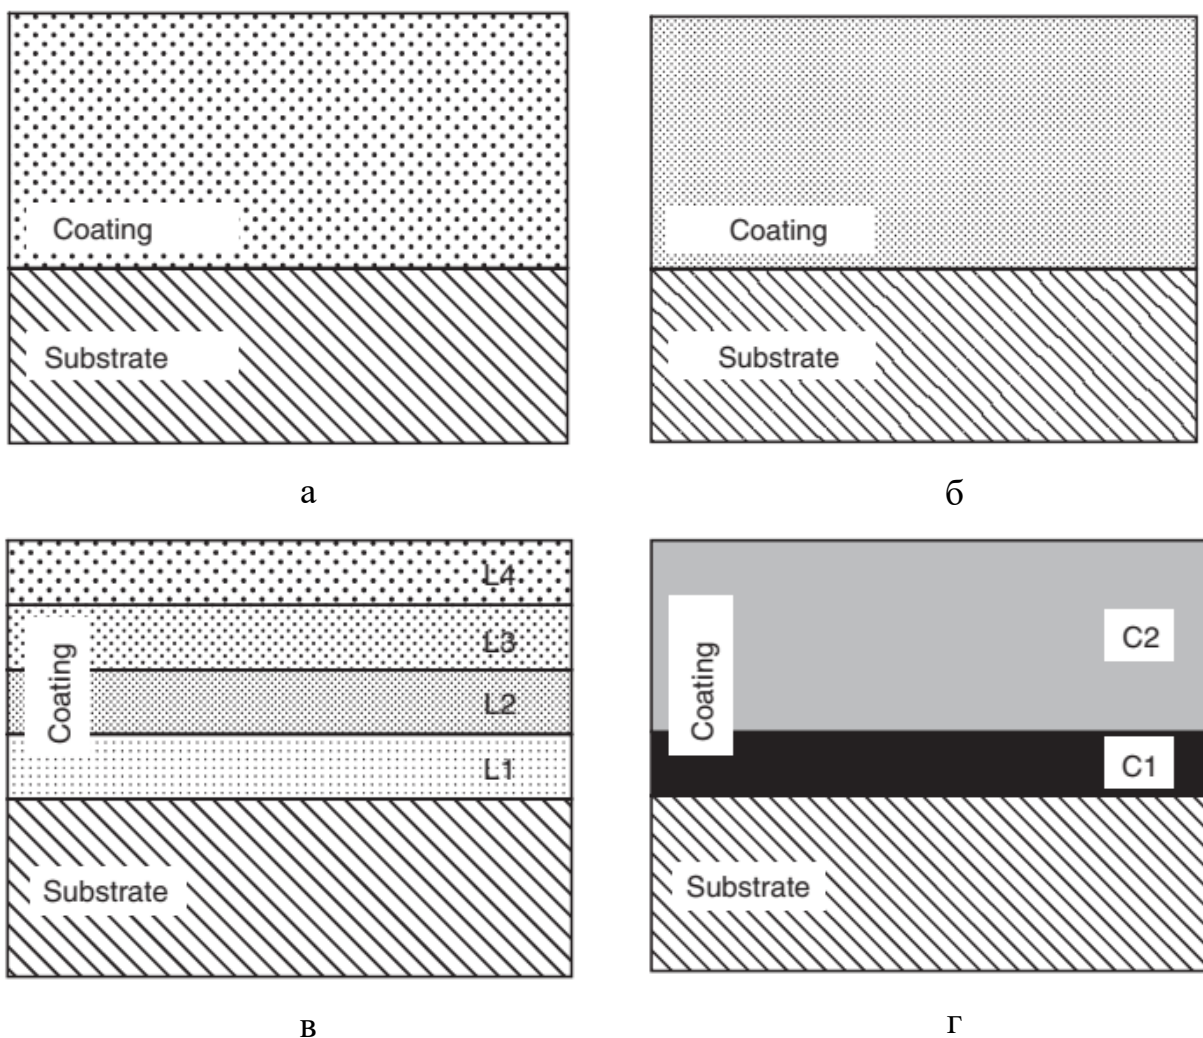 Coating
Substrate
а
Coating
Substrate
б
L4
L3
L2
L1
Coating
Substrate
в
C2
C1
Coating
Substrate
г